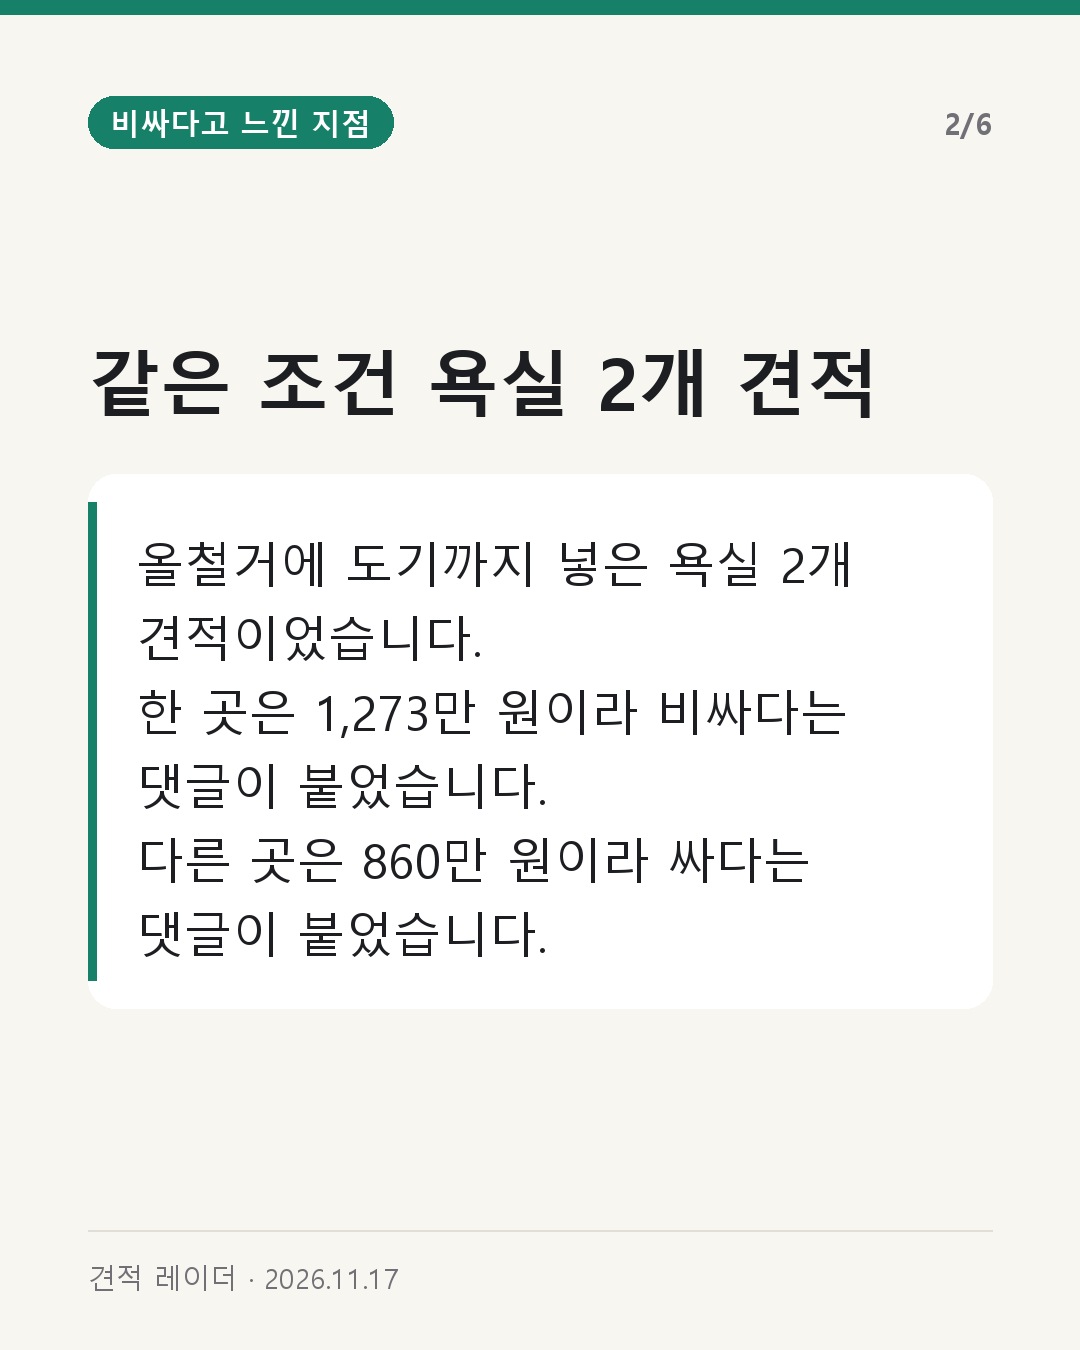 비싸다고 느낀 지점
2/6
같은 조건 욕실 2개 견적
올철거에 도기까지 넣은 욕실 2개
견적이었습니다.
한 곳은 1,273만 원이라 비싸다는
댓글이 붙었습니다.
다른 곳은 860만 원이라 싸다는
댓글이 붙었습니다.
견적 레이더 · 2026.11.17